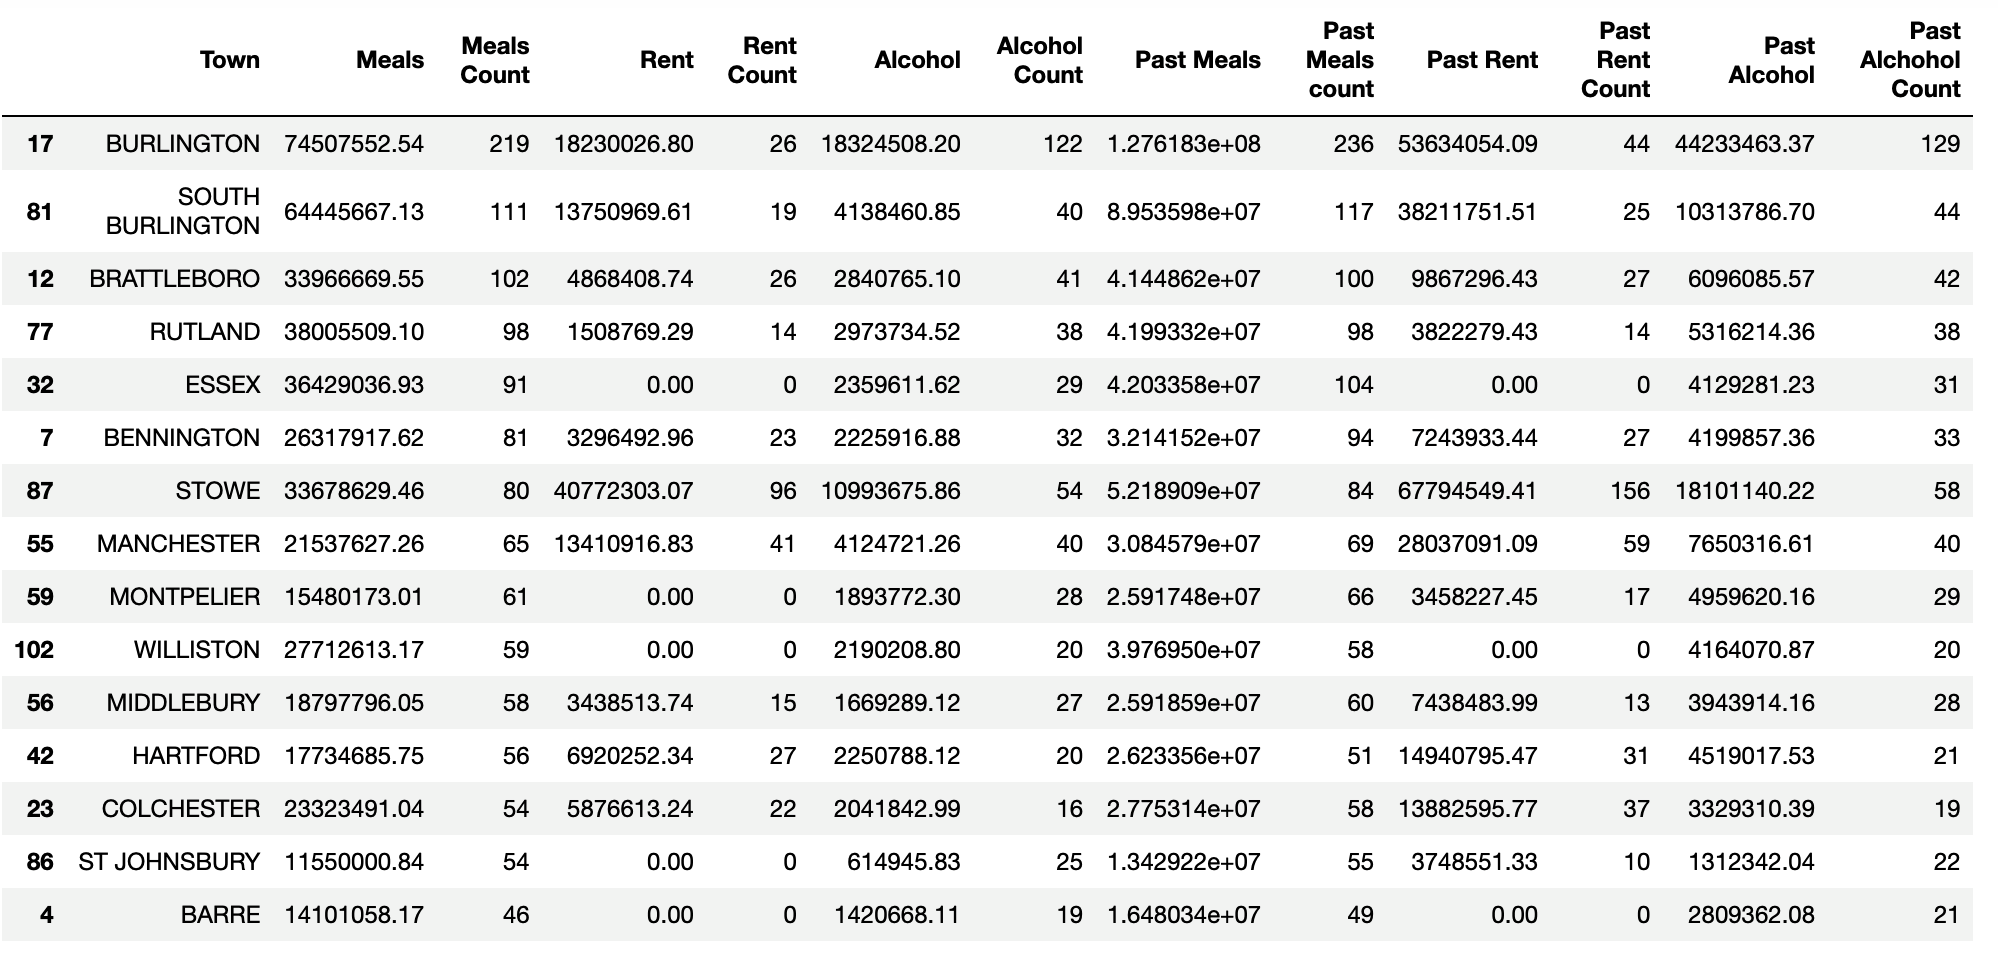 Town Meals Meals Count Rent Rent Count Alcohol Alcohol Count Past Meals Past Meals count Past Rent Past Rent Count Past Alcohol Past Alchohol Count
17 BURLINGTON 74507552.54 219 18230026.80 26 18324508.20 122 1.276183e+08 236 53634054.09 44 44233463.37 129
81 SOUTH BURLINGTON 64445667.13 111 13750969.61 19 4138460.85 40 8.953598e+07 117 38211751.51 25 10313786.70 44
12 BRATTLEBORO 33966669.55 102 4868408.74 26 2840765.10 41 4.144862e+07 100 9867296.43 27 6096085.57 42
77 RUTLAND 38005509.10 98 1508769.29 14 2973734.52 38 4.199332e+07 98 3822279.43 14 5316214.36 38
32 ESSEX 36429036.93 91 0.00 0 2359611.62 29 4.203358e+07 104 0.00 0 4129281.23 31
7 BENNINGTON 26317917.62 81 3296492.96 23 2225916.88 32 3.214152e+07 94 7243933.44 27 4199857.36 33
87 STOWE 33678629.46 80 40772303.07 96 10993675.86 54 5.218909e+07 84 67794549.41 156 18101140.22 58
55 MANCHESTER 21537627.26 65 13410916.83 41 4124721.26 40 3.084579e+07 69 28037091.09 59 7650316.61 40
59 MONTPELIER 15480173.01 61 0.00 0 1893772.30 28 2.591748e+07 66 3458227.45 17 4959620.16 29
102 WILLISTON 27712613.17 59 0.00 0 2190208.80 20 3.976950e+07 58 0.00 0 4164070.87 20
56 MIDDLEBURY 18797796.05 58 3438513.74 15 1669289.12 27 2.591859e+07 60 7438483.99 13 3943914.16 28
42 HARTFORD 17734685.75 56 6920252.34 27 2250788.12 20 2.623356e+07 51 14940795.47 31 4519017.53 21
23 COLCHESTER 23323491.04 54 5876613.24 22 2041842.99 16 2.775314e+07 58 13882595.77 37 3329310.39 19
86 ST JOHNSBURY 11550000.84 54 0.00 0 614945.83 25 1.342922e+07 55 3748551.33 10 1312342.04 22
4 BARRE 14101058.17 46 0.00 0 1420668.11 19 1.648034e+07 49 0.00 0 2809362.08 21